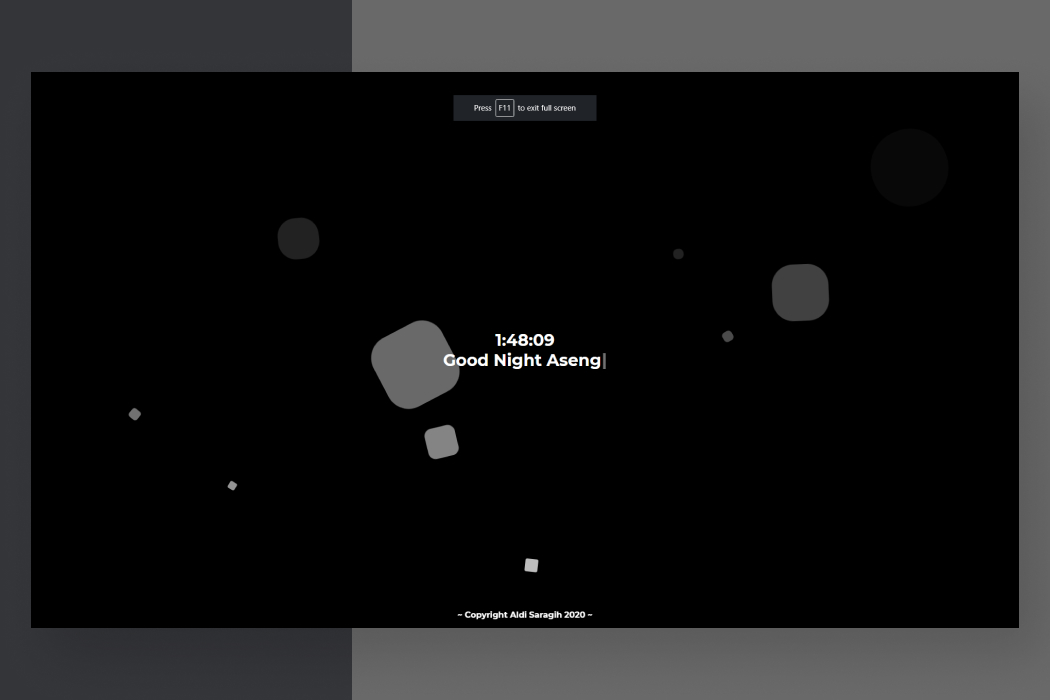 Press F11 to exit full screen
1:48:09
Good Night Aseng|
~ Copyright Aldi Saragih 2020 ~